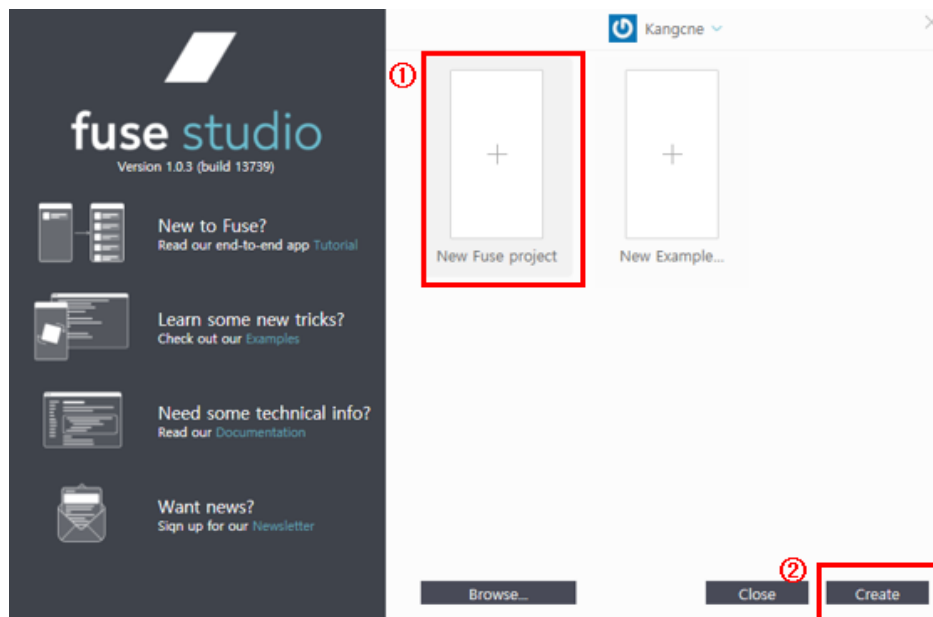 fuse studio
Version 1.0.3 (build 13739)
New to Fuse?
Read our end-to-end app Tutorial
Learn some new tricks?
Check out our Examples
Need some technical info?
Read our Documentation
Want news?
Sign up for our Newsletter
Kangcne
①
New Fuse project
New Example...
②
Browse...
Close
Create